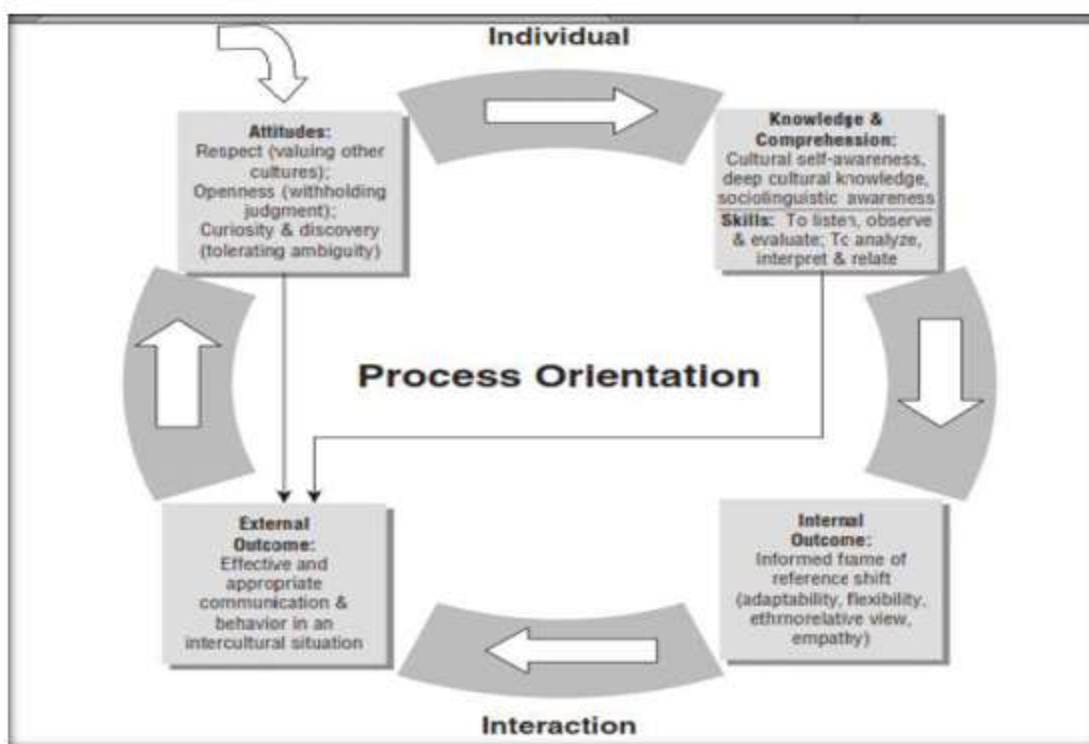 Individual
Attitudes:
Respect (valuing other
cultures);
Openness (withholding
judgment);
Curiosity & discovery
(tolerating ambiguity)
Knowledge &
Comprehension:
Cultural self-awareness,
deep cultural knowledge,
sociolinguistic awareness
Skills: To listen, observe
& evaluate; To analyze,
interpret & relate
Process Orientation
External
Outcome:
Effective and
appropriate
communication &
behavior in an
intercultural situation
Internal
Outcome:
Informed frame of
reference shift
(adaptability, flexibility,
ethnorelative view,
empathy)
Interaction